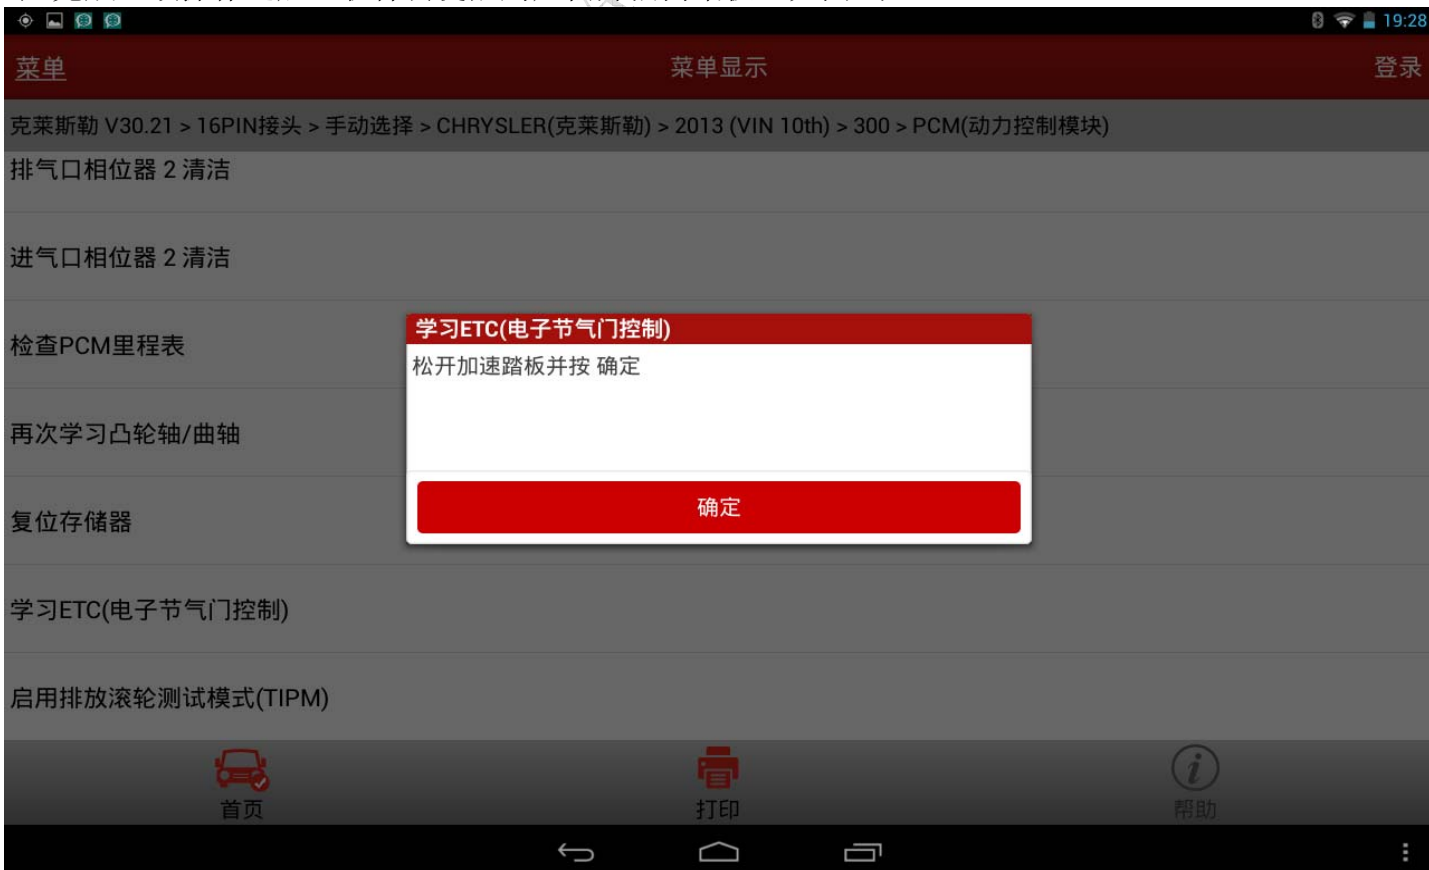 19:28
菜单
菜单显示
登录
克莱斯勒 V30.21 > 16PIN接头 > 手动选择 > CHRYSLER(克莱斯勒) > 2013 (VIN 10th) > 300 > PCM(动力控制模块)
排气口相位器 2 清洁
进气口相位器 2 清洁
检查PCM里程表
学习ETC(电子节气门控制)
松开加速踏板并按 确定
确定
再次学习凸轮轴/曲轴
复位存储器
学习ETC(电子节气门控制)
启用排放滚轮测试模式(TIPM)
首页
打印
帮助